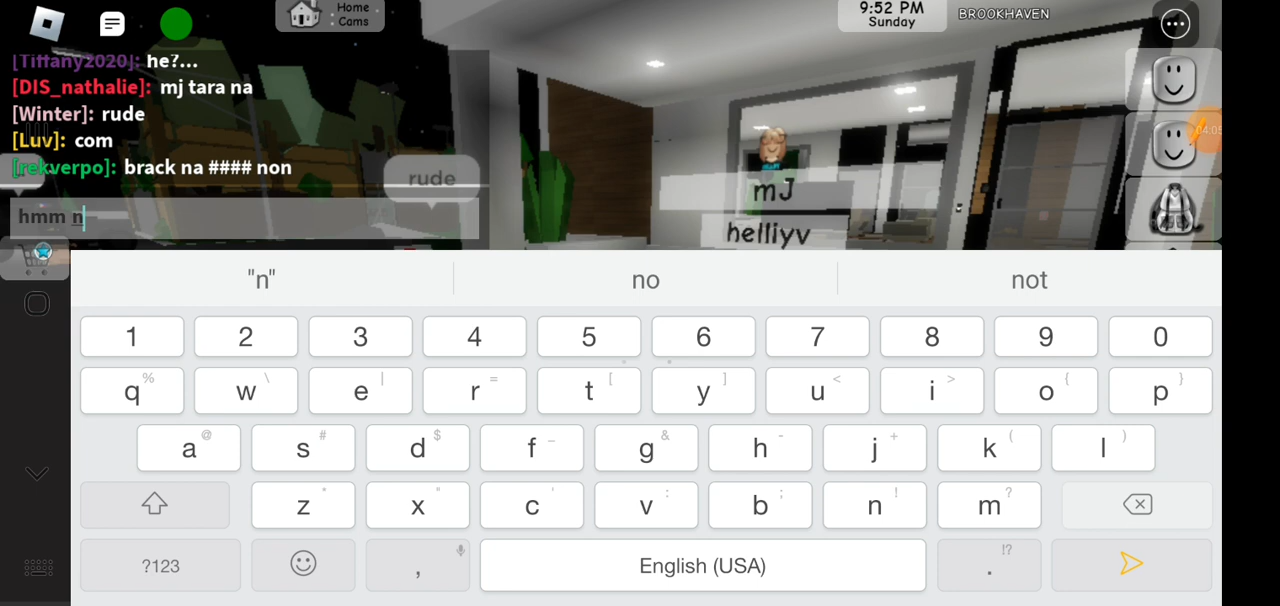 Home
Cams
9:52 PM
Sunday
BROOKHAVEN
[Tiffany2020]: he?...
[DIS_nathalie]: mj tara na
[Winter]: rude
[Luv]: com
[rekverpo]: brack na #### non
rude
hmm n
mJ
helliyv
04:05
"n" no not
1 2 3 4 5 6 7 8 9 0
% \ | = [ ] < > { }
q w e r t y u i o p
@ # $ _ & - + ( )
a s d f g h j k l
* " ' : ; ! ?
z x c v b n m
!?
?123 , English (USA) .